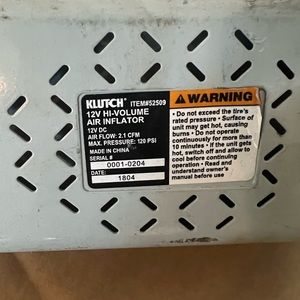 KLUTCH ITEM#52509
12V HI-VOLUME
AIR INFLATOR
12V DC
AIR FLOW: 2.1 CFM
MAX. PRESSURE: 120 PSI
MADE IN CHINA
SERIAL #
0001-0204
DATE:
1804
WARNING
• Do not exceed the tire's
rated pressure • Surface of
unit may get hot, causing
burns • Do not operate
continuously for more than
10 minutes • If the unit gets
hot, switch off and allow to
cool before continuing
operation • Read and
understand owner's
manual before use